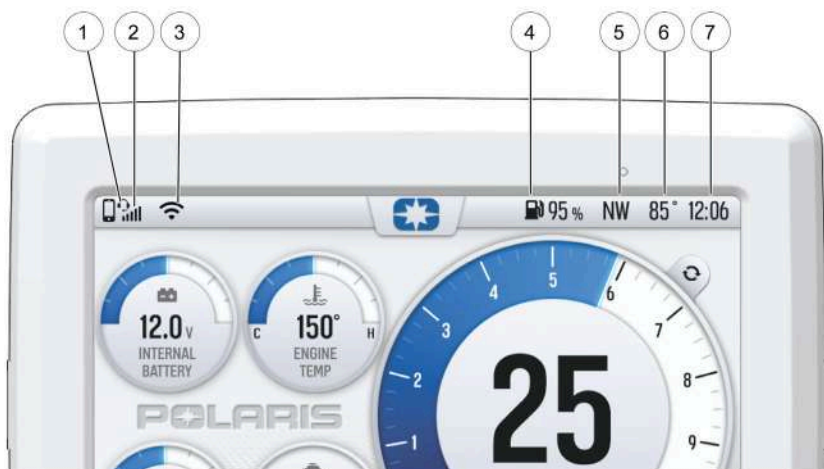 1 2 3 4 5 6 7
95 % NW 85° 12:06
12.0 V
INTERNAL
BATTERY
C 150° H
ENGINE
TEMP
POLARIS
1 2 3 4 5 6 7 8 9
25